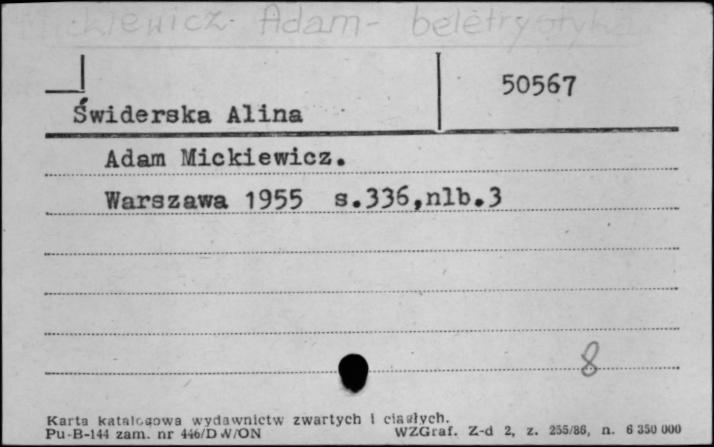 Mickiewicz Adam - beletrystyka
50567
Świderska Alina
Adam Mickiewicz.
Warszawa 1955 s.336,nlb.3
8
Karta katalogowa wydawnictw zwartych i ciągłych.
Pu-B-144 zam. nr 446/DW/ON WZGraf. Z-d 2, z. 255/86, n. 6 350 000